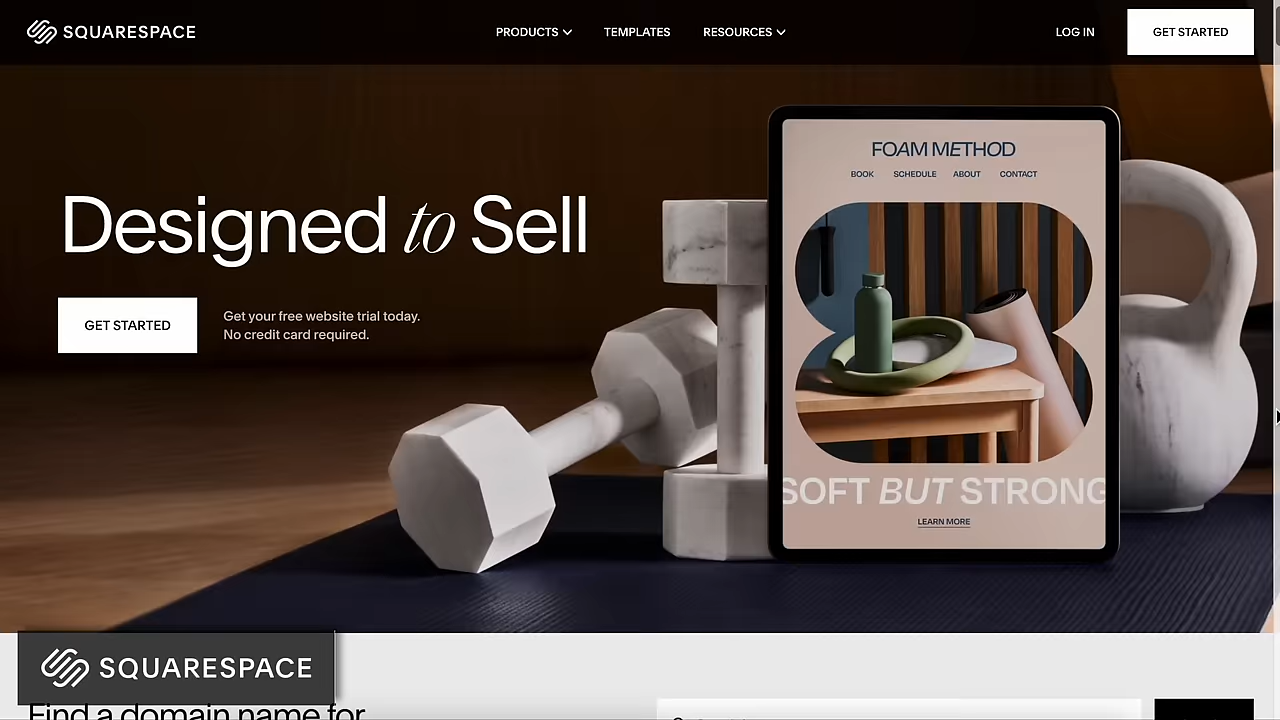 SQUARESPACE
PRODUCTS
TEMPLATES
RESOURCES
LOG IN
GET STARTED
Designed to Sell
GET STARTED
Get your free website trial today.
No credit card required.
FOAM METHOD
BOOK SCHEDULE ABOUT CONTACT
SOFT BUT STRONG
LEARN MORE
SQUARESPACE
Find a domain name for